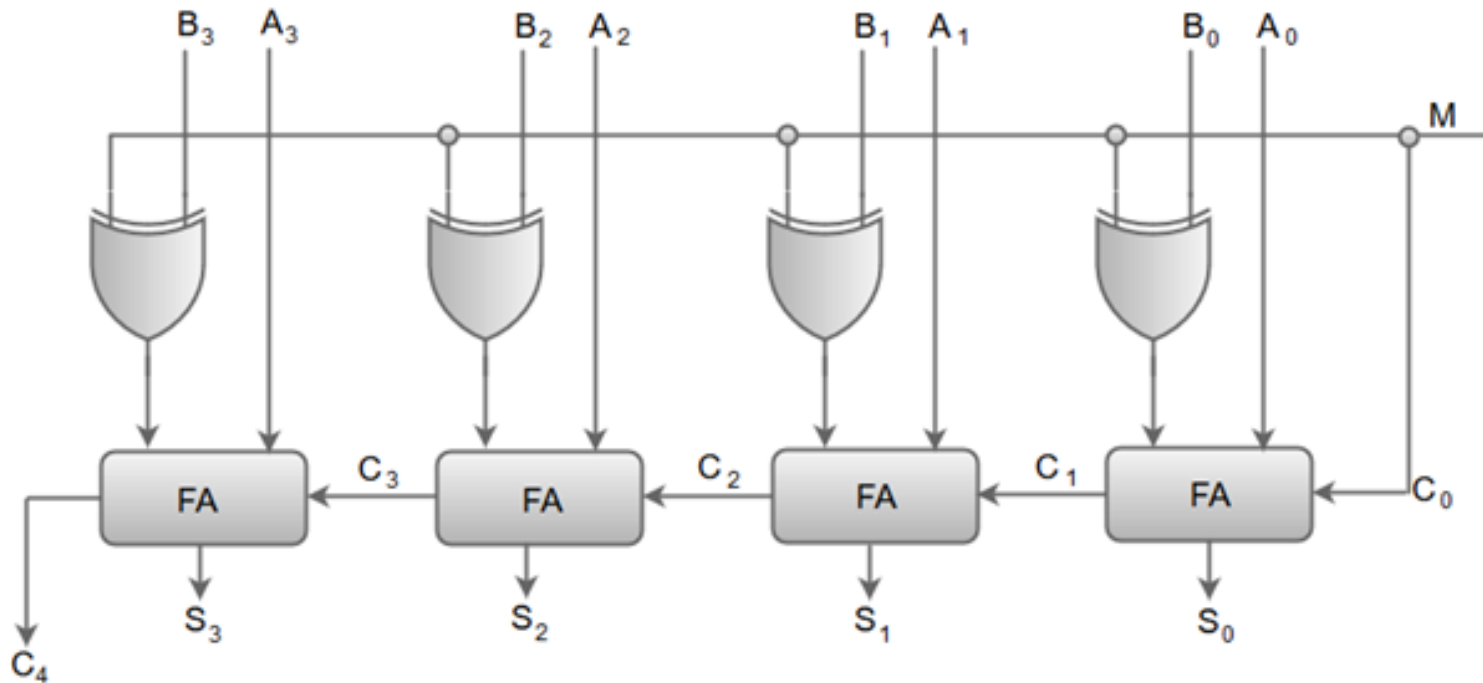 B₃ A₃ B₂ A₂ B₁ A₁ B₀ A₀
M
FA C₃ FA C₂ FA C₁ FA C₀
S₃ S₂ S₁ S₀
C₄